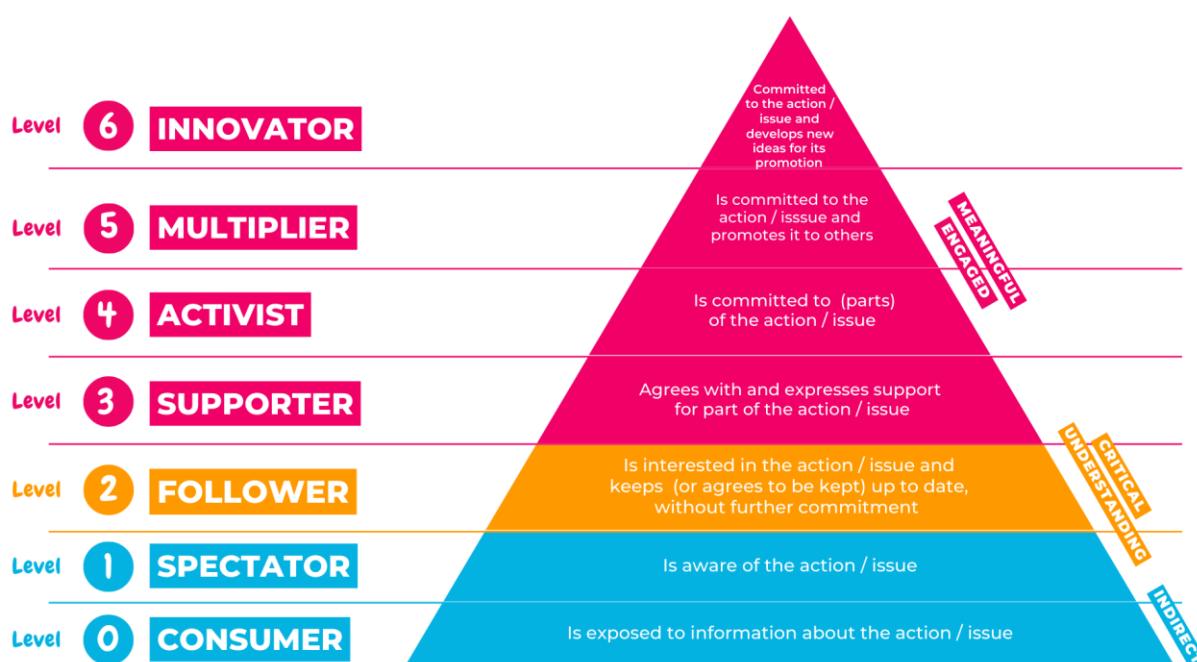 Level 6 INNOVATOR
Committed
to the action /
issue and
develops new
ideas for its
promotion
Level 5 MULTIPLIER
Is committed to the
action / isssue and
promotes it to others
MEANINGFUL
ENGAGED
Level 4 ACTIVIST
Is committed to (parts)
of the action / issue
Level 3 SUPPORTER
Agrees with and expresses support
for part of the action / issue
Level 2 FOLLOWER
Is interested in the action / issue and
keeps (or agrees to be kept) up to date,
without further commitment
CRITICAL
UNDERSTANDING
Level 1 SPECTATOR
Is aware of the action / issue
Level 0 CONSUMER
Is exposed to information about the action / issue
INDIRECT